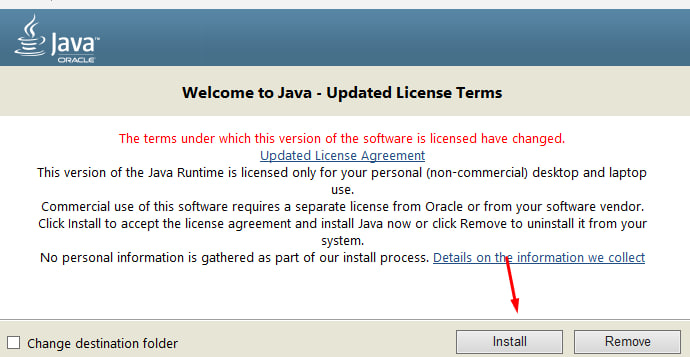 Java
ORACLE
Welcome to Java - Updated License Terms
The terms under which this version of the software is licensed have changed.
Updated License Agreement
This version of the Java Runtime is licensed only for your personal (non-commercial) desktop and laptop
use.
Commercial use of this software requires a separate license from Oracle or from your software vendor.
Click Install to accept the license agreement and install Java now or click Remove to uninstall it from your
system.
No personal information is gathered as part of our install process. Details on the information we collect
Change destination folder
Install
Remove